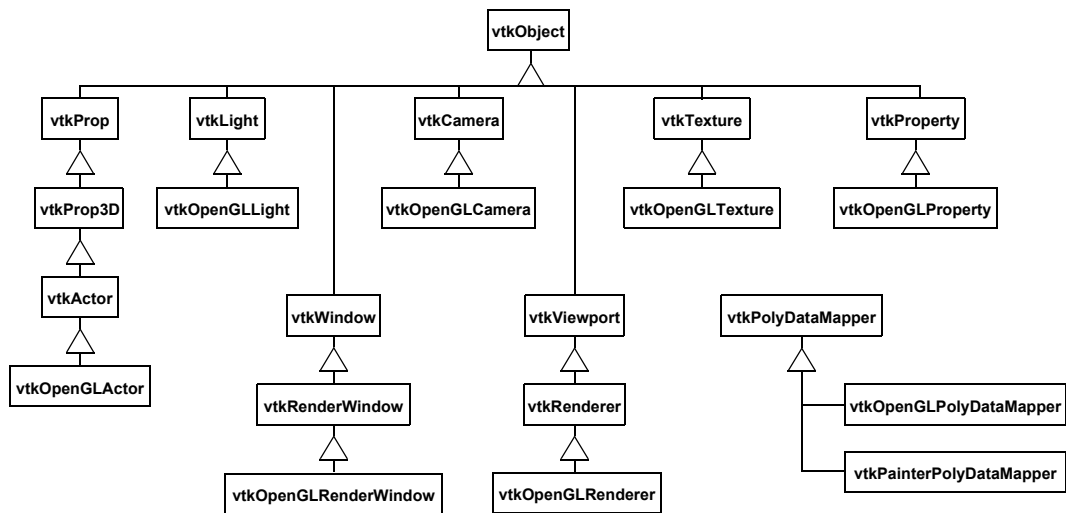 vtkObject
vtkProp
vtkLight
vtkCamera
vtkTexture
vtkProperty
vtkProp3D
vtkOpenGLLight
vtkOpenGLCamera
vtkOpenGLTexture
vtkOpenGLProperty
vtkActor
vtkWindow
vtkViewport
vtkPolyDataMapper
vtkOpenGLActor
vtkRenderWindow
vtkRenderer
vtkOpenGLPolyDataMapper
vtkPainterPolyDataMapper
vtkOpenGLRenderWindow
vtkOpenGLRenderer